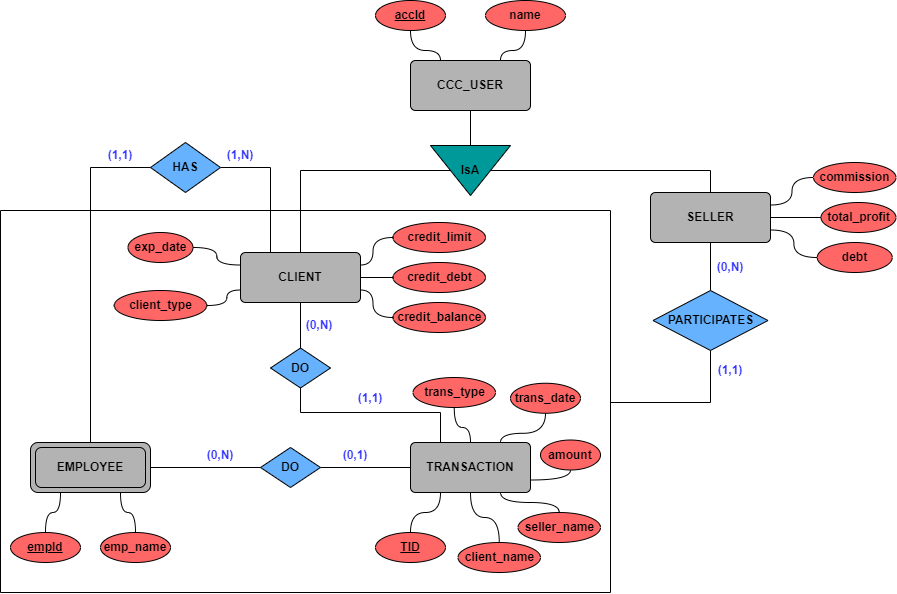 accId
name
CCC_USER
(1,1)
HAS
(1,N)
IsA
commission
SELLER
total_profit
debt
exp_date
credit_limit
CLIENT
credit_debt
client_type
credit_balance
(0,N)
(0,N)
PARTICIPATES
DO
(1,1)
(1,1)
trans_type
trans_date
(0,N)
(0,1)
amount
EMPLOYEE
DO
TRANSACTION
seller_name
empId
emp_name
TID
client_name